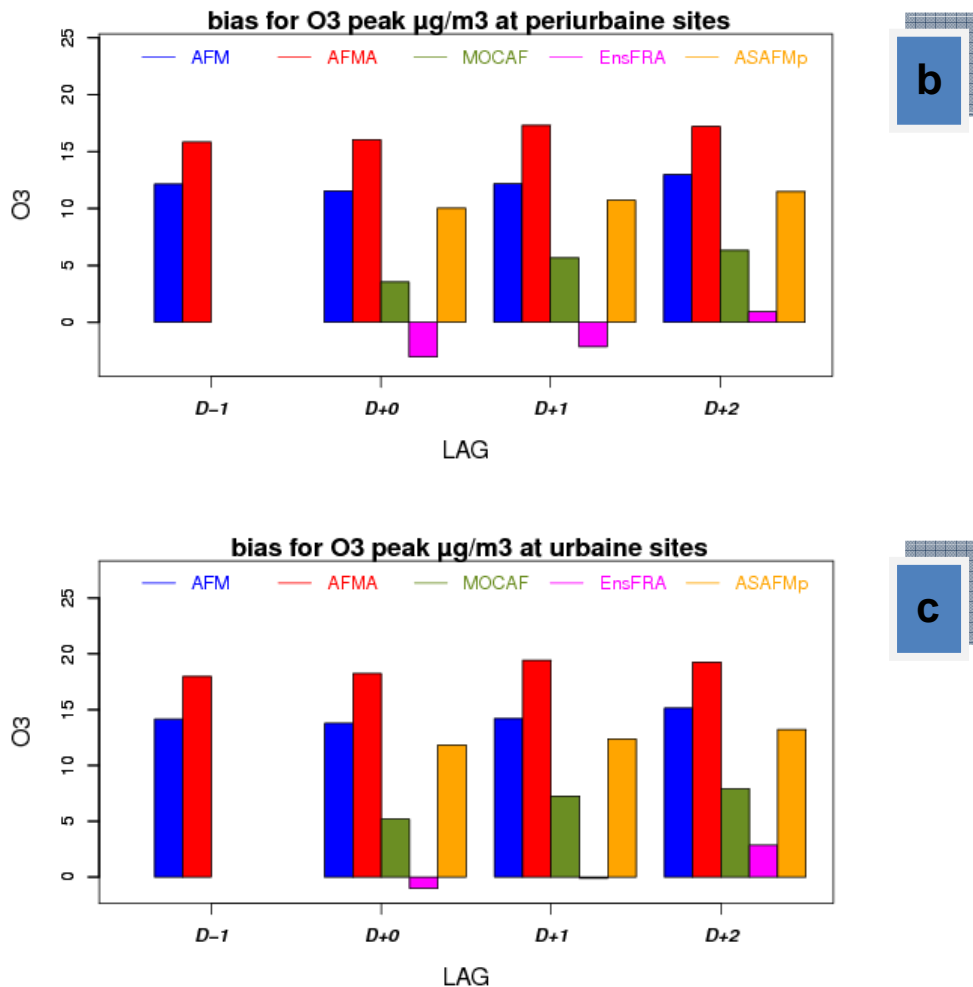 bias for O3 peak µg/m3 at periurbaine sites
b
AFM AFMA MOCAF EnsFRA ASAFMp
25
20
15
10
5
0
O3
D−1 D+0 D+1 D+2
LAG
bias for O3 peak µg/m3 at urbaine sites
c
AFM AFMA MOCAF EnsFRA ASAFMp
25
20
15
10
5
0
O3
D−1 D+0 D+1 D+2
LAG